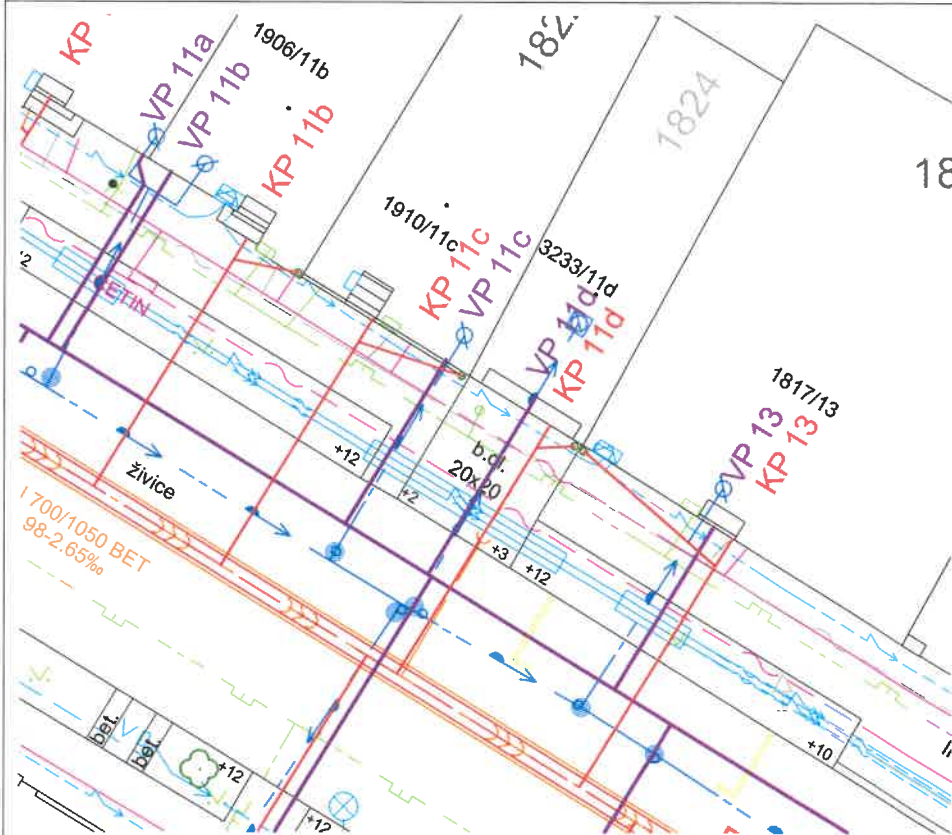 KP
VP 11a
VP 11b
1906/11b
KP 11b
1824
18
1910/11c
KP 11c
VP 11c
3233/11d
VP 11d
KP 11d
1817/13
VP 13
KP 13
CETIN
+12
+2
b.dl.
20x20
+3
+12
živice
700/1050 BET
98-2.65‰
bet.
bet.
+12
+12
+10